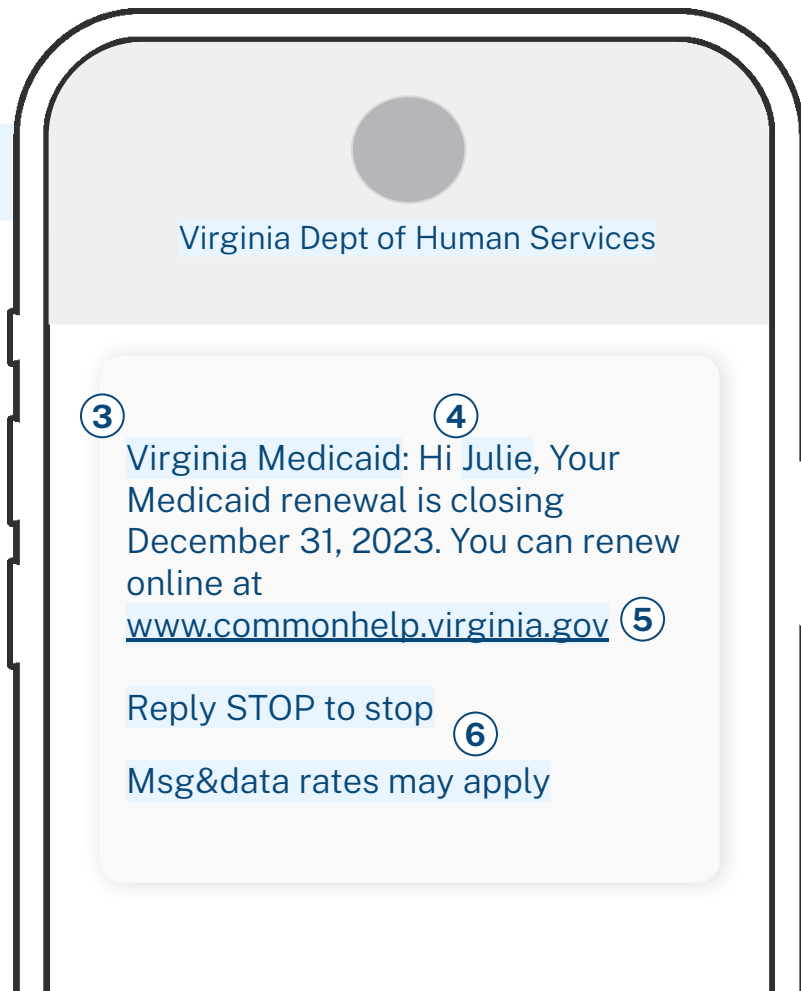 Virginia Dept of Human Services
3
4
Virginia Medicaid: Hi Julie, Your
Medicaid renewal is closing
December 31, 2023. You can renew
online at
www.commonhelp.virginia.gov 5
Reply STOP to stop
6
Msg&data rates may apply